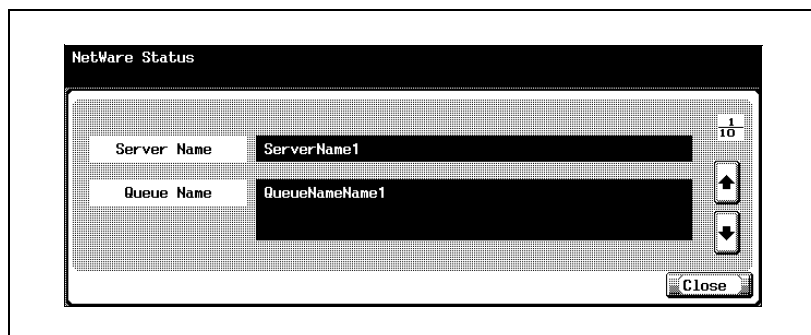 NetWare Status
1
10
Server Name ServerName1
Queue Name QueueNameName1
Close